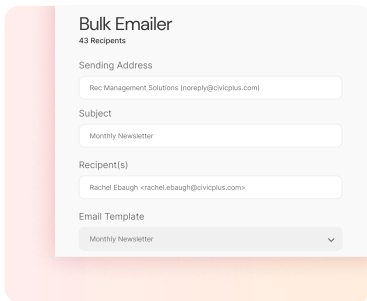 Bulk Emailer
43 Recipents
Sending Address
Rec Management Solutions (noreply@civicplus.com)
Subject
Monthly Newsletter
Recipent(s)
Rachel Ebaugh <rachel.ebaugh@civicplus.com>
Email Template
Monthly Newsletter